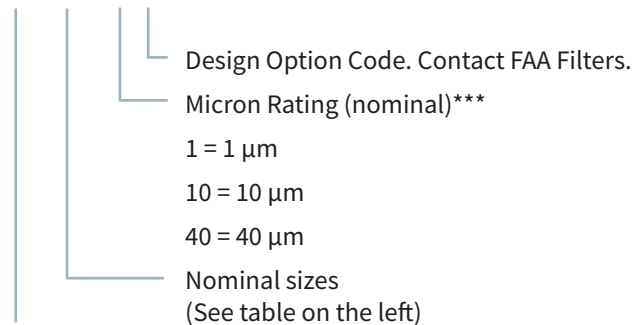 Design Option Code. Contact FAA Filters.
Micron Rating (nominal)***
1 = 1 µm
10 = 10 µm
40 = 40 µm
Nominal sizes
(See table on the left)